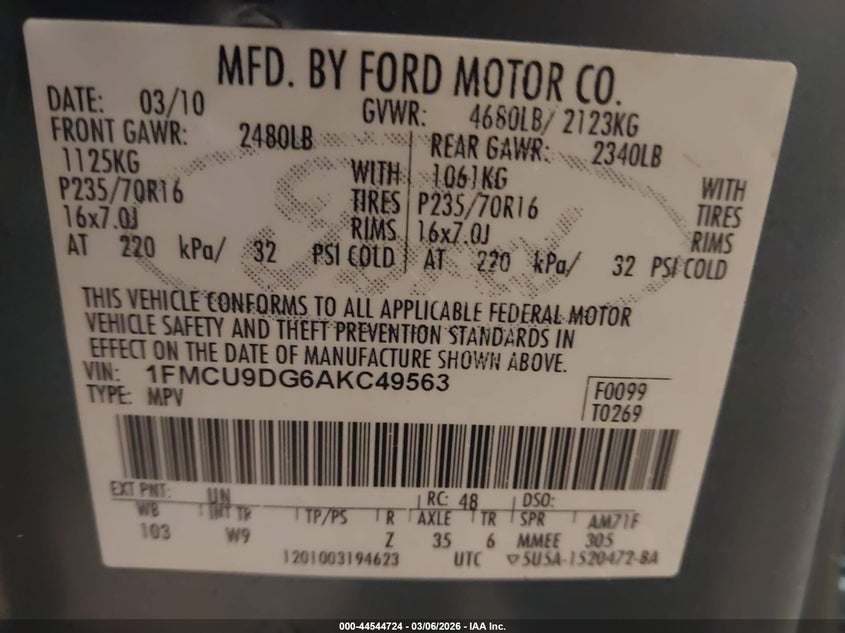 MFD. BY FORD MOTOR CO.
DATE: 03/10 GVWR: 4680LB/ 2123KG
FRONT GAWR: 2480LB REAR GAWR: 2340LB
1125KG WITH 1061KG WITH
P235/70R16 TIRES P235/70R16 TIRES
16x7.0J RIMS 16x7.0J RIMS
AT 220 kPa/ 32 PSI COLD AT 220 kPa/ 32 PSI COLD
Ford
THIS VEHICLE CONFORMS TO ALL APPLICABLE FEDERAL MOTOR
VEHICLE SAFETY AND THEFT PREVENTION STANDARDS IN
EFFECT ON THE DATE OF MANUFACTURE SHOWN ABOVE.
VIN: 1FMCU9DG6AKC49563 F0099
TYPE: MPV T0269
EXT PNT: UN RC: 48 DSO:
WB INT TR TP/PS R AXLE TR SPR AM71F
103 W9 Z 35 6 MMEE 305
1201003194623 UTC ▽5U5A-1520472-BA
000-44544724 | 03/06/2026 - IAA Inc.